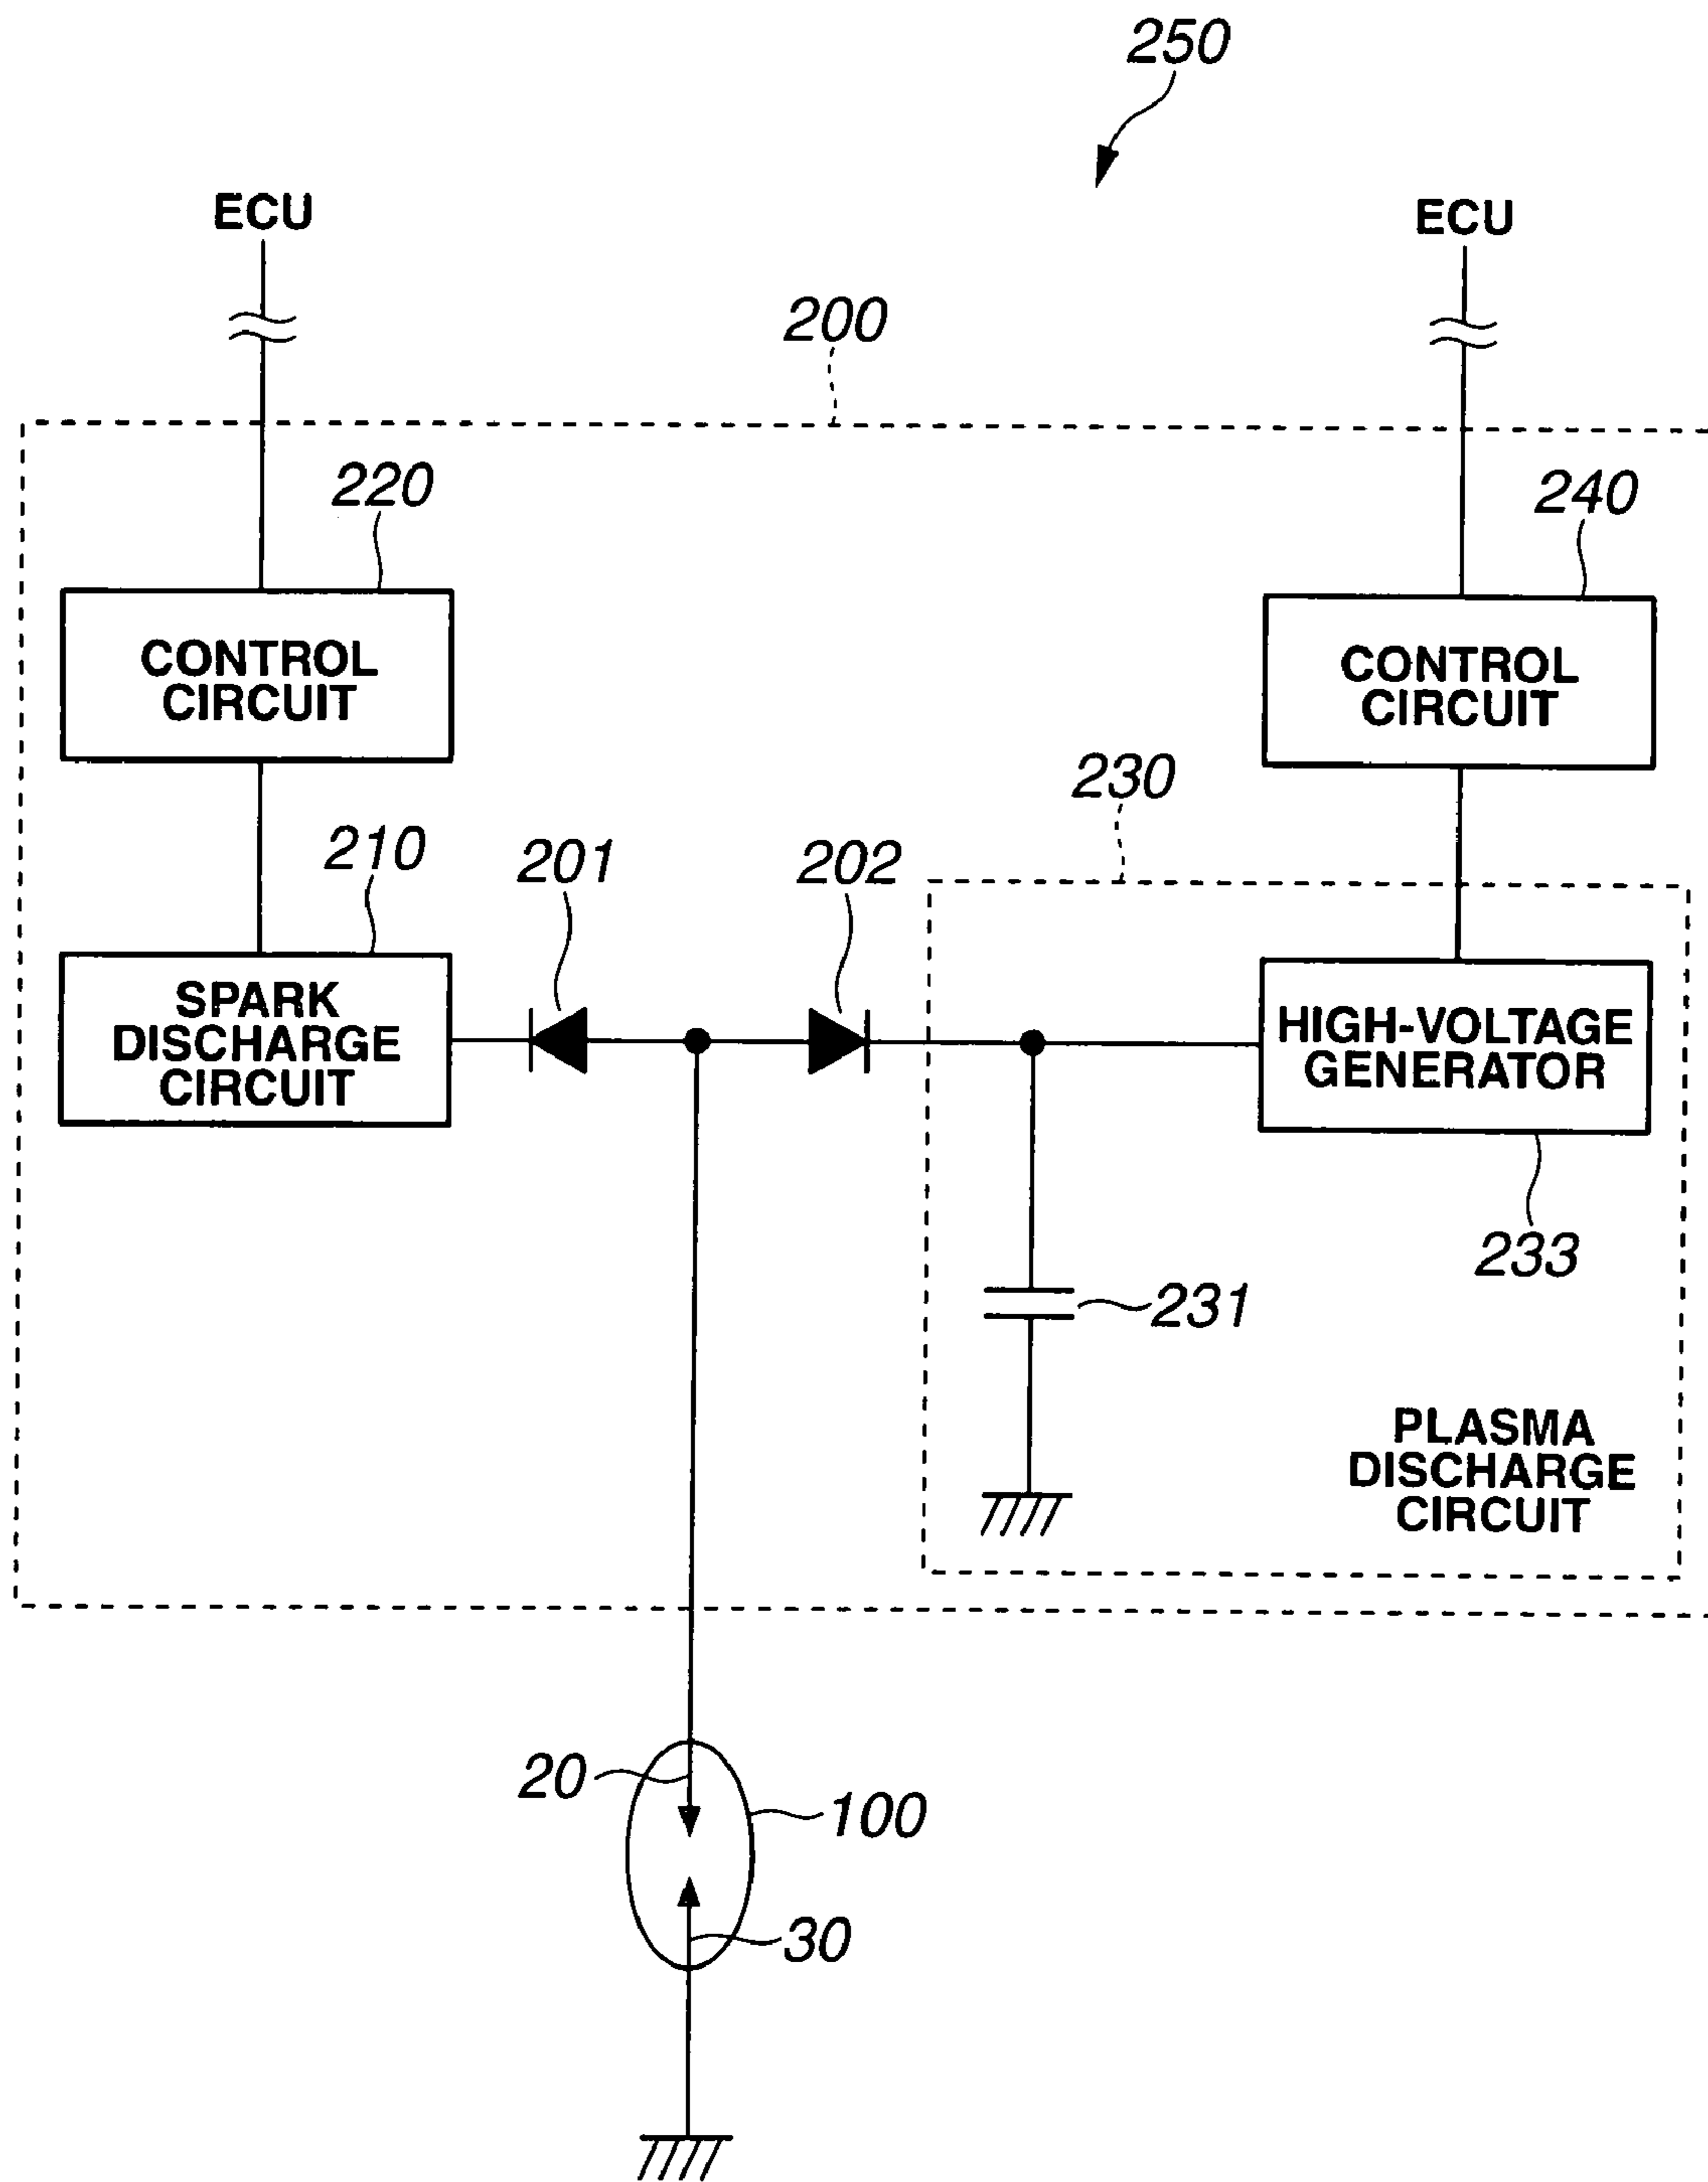 250
ECU
ECU
200
220
240
CONTROL
CIRCUIT
CONTROL
CIRCUIT
230
210
201
202
SPARK
DISCHARGE
CIRCUIT
HIGH-VOLTAGE
GENERATOR
233
231
PLASMA
DISCHARGE
CIRCUIT
20
100
30